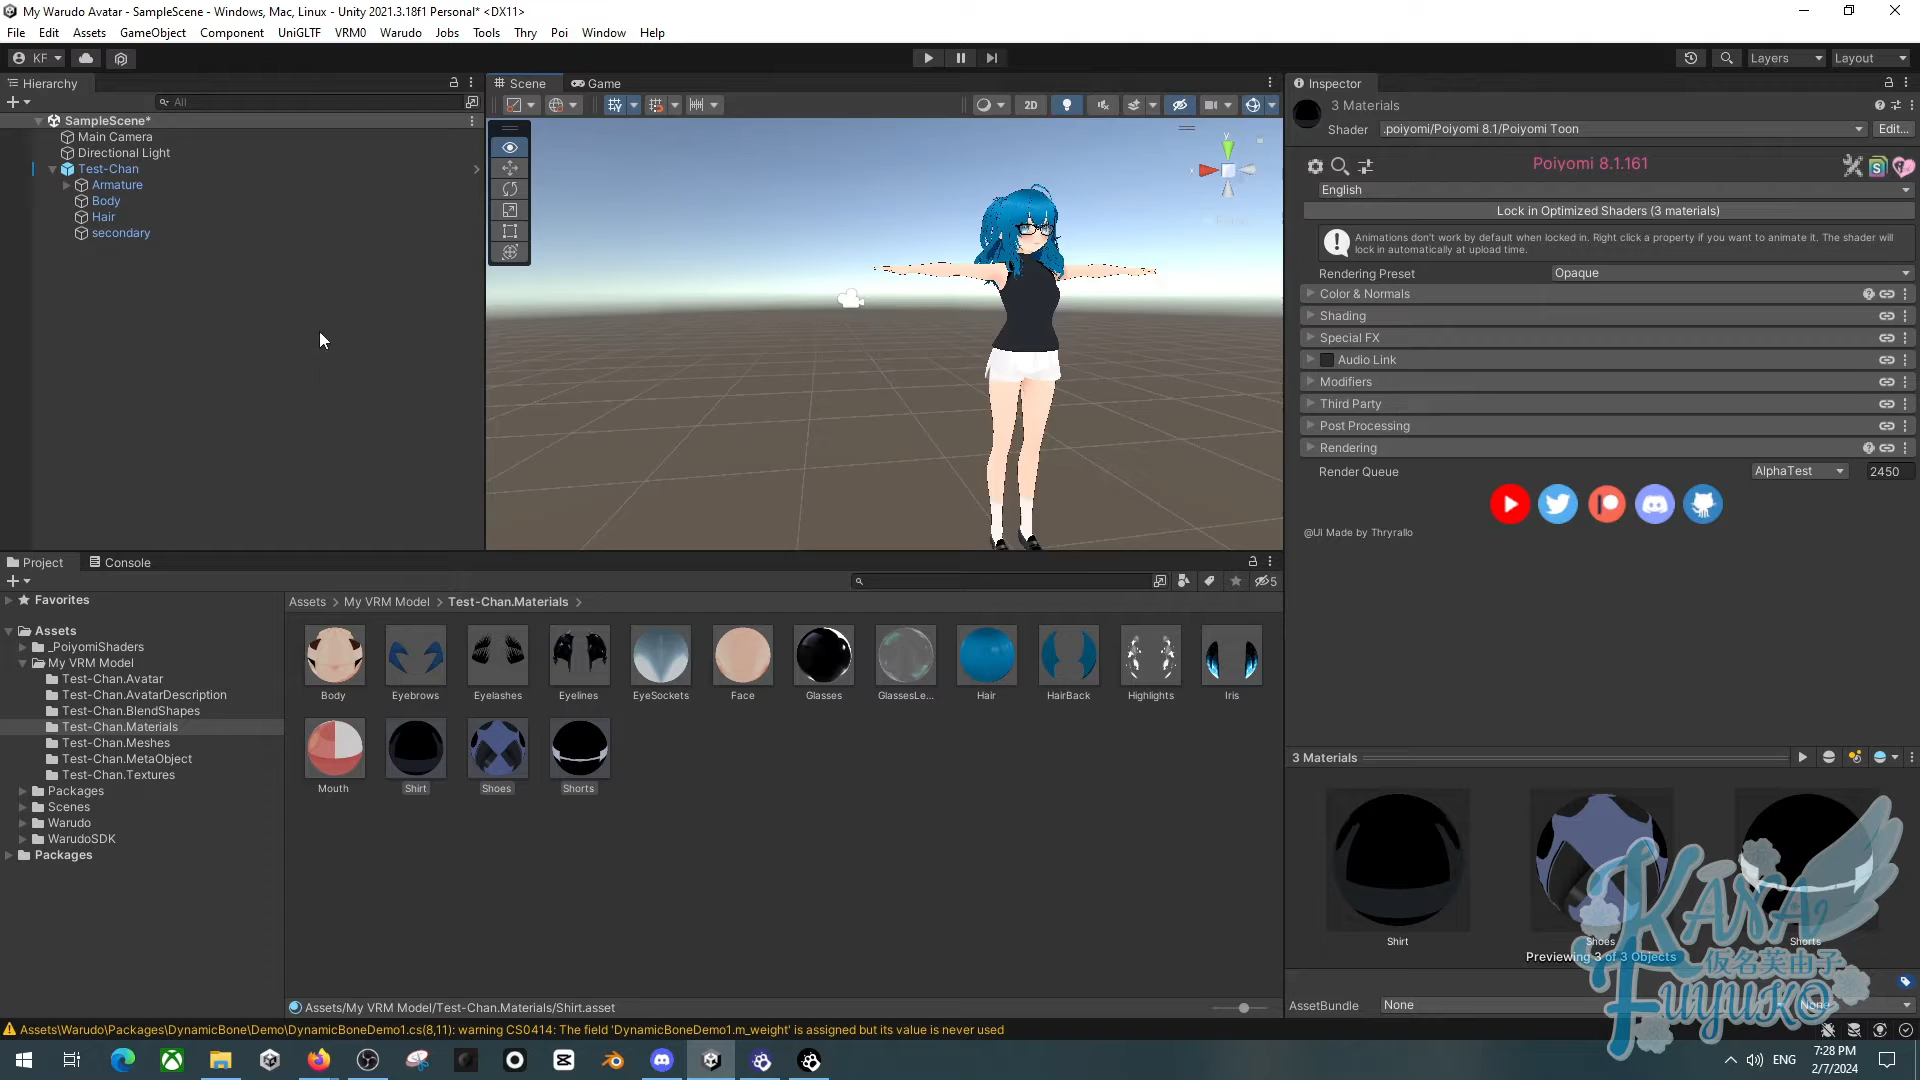 My Warudo Avatar - SampleScene - Windows, Mac, Linux - Unity 2021.3.18f1 Personal* <DX11>
File Edit Assets GameObject Component UniGLTF VRM0 Warudo Jobs Tools Thry Poi Window Help
KF
Layers
Layout
Hierarchy
All
SampleScene*
Main Camera
Directional Light
Test-Chan
Armature
Body
Hair
secondary
Scene
Game
2D
y
Inspector
3 Materials
Shader
.poiyomi/Poiyomi 8.1/Poiyomi Toon
Edit...
Poiyomi 8.1.161
English
Lock in Optimized Shaders (3 materials)
Animations don't work by default when locked in. Right click a property if you want to animate it. The shader will
lock in automatically at upload time.
Rendering Preset
Opaque
Color & Normals
Shading
Special FX
Audio Link
Modifiers
Third Party
Post Processing
Rendering
Render Queue
AlphaTest
2450
@UI Made by Thryrallo
Project
Console
5
Favorites
Assets
_PoiyomiShaders
My VRM Model
Test-Chan.Avatar
Test-Chan.AvatarDescription
Test-Chan.BlendShapes
Test-Chan.Materials
Test-Chan.Meshes
Test-Chan.MetaObject
Test-Chan.Textures
Packages
Scenes
Warudo
WarudoSDK
Packages
Assets > My VRM Model > Test-Chan.Materials >
Body
Eyebrows
Eyelashes
Eyelines
EyeSockets
Face
Glasses
GlassesLe...
Hair
HairBack
Highlights
Iris
Mouth
Shirt
Shoes
Shorts
Assets/My VRM Model/Test-Chan.Materials/Shirt.asset
3 Materials
Shirt
Shoes
Shorts
Previewing 3 of 3 Objects
AssetBundle
None
None
KANA
仮名芙由子
FUYUKO
Assets\Warudo\Packages\DynamicBone\Demo\DynamicBoneDemo1.cs(8,11): warning CS0414: The field 'DynamicBoneDemo1.m_weight' is assigned but its value is never used
ENG
7:28 PM
2/7/2024